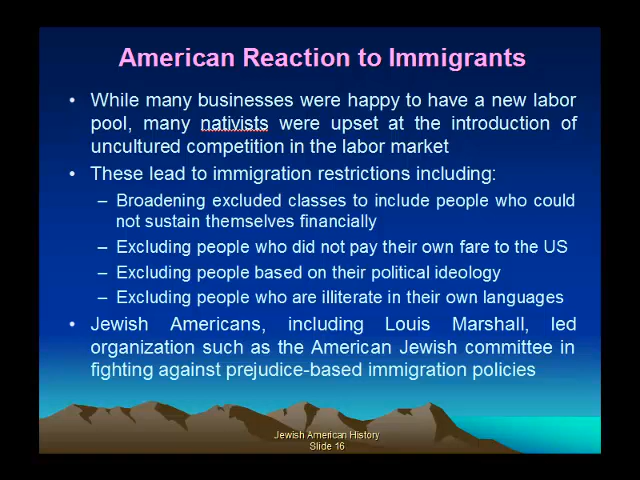 American Reaction to Immigrants
• While many businesses were happy to have a new labor
pool, many nativists were upset at the introduction of
uncultured competition in the labor market
• These lead to immigration restrictions including:
– Broadening excluded classes to include people who could
not sustain themselves financially
– Excluding people who did not pay their own fare to the US
– Excluding people based on their political ideology
– Excluding people who are illiterate in their own languages
• Jewish Americans, including Louis Marshall, led
organization such as the American Jewish committee in
fighting against prejudice-based immigration policies
Jewish American History
Slide 16